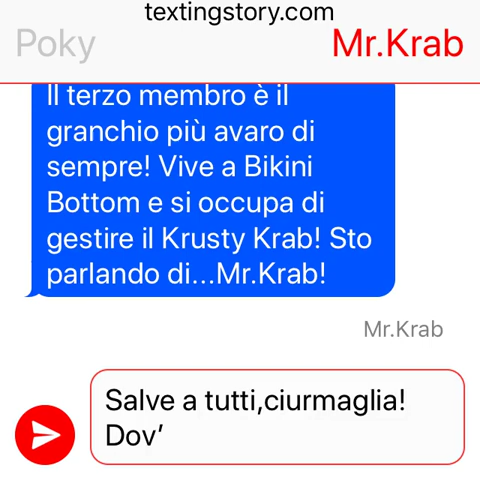 textingstory.com
Poky
Mr.Krab
Il terzo membro è il
granchio più avaro di
sempre! Vive a Bikini
Bottom e si occupa di
gestire il Krusty Krab! Sto
parlando di...Mr.Krab!
Mr.Krab
Salve a tutti,ciurmaglia!
Dov’